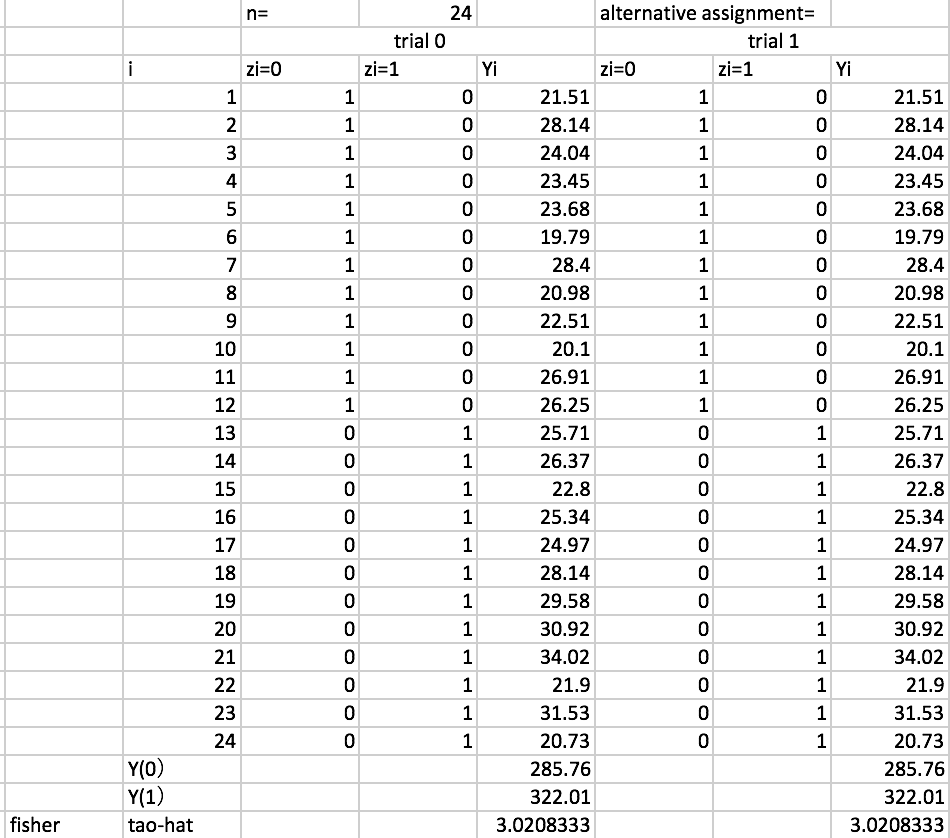 n= 24 alternative assignment=
trial 0 trial 1
i zi=0 zi=1 Yi zi=0 zi=1 Yi
1 1 0 21.51 1 0 21.51
2 1 0 28.14 1 0 28.14
3 1 0 24.04 1 0 24.04
4 1 0 23.45 1 0 23.45
5 1 0 23.68 1 0 23.68
6 1 0 19.79 1 0 19.79
7 1 0 28.4 1 0 28.4
8 1 0 20.98 1 0 20.98
9 1 0 22.51 1 0 22.51
10 1 0 20.1 1 0 20.1
11 1 0 26.91 1 0 26.91
12 1 0 26.25 1 0 26.25
13 0 1 25.71 0 1 25.71
14 0 1 26.37 0 1 26.37
15 0 1 22.8 0 1 22.8
16 0 1 25.34 0 1 25.34
17 0 1 24.97 0 1 24.97
18 0 1 28.14 0 1 28.14
19 0 1 29.58 0 1 29.58
20 0 1 30.92 0 1 30.92
21 0 1 34.02 0 1 34.02
22 0 1 21.9 0 1 21.9
23 0 1 31.53 0 1 31.53
24 0 1 20.73 0 1 20.73
Y(0） 285.76 285.76
Y(1） 322.01 322.01
fisher tao-hat 3.0208333 3.0208333